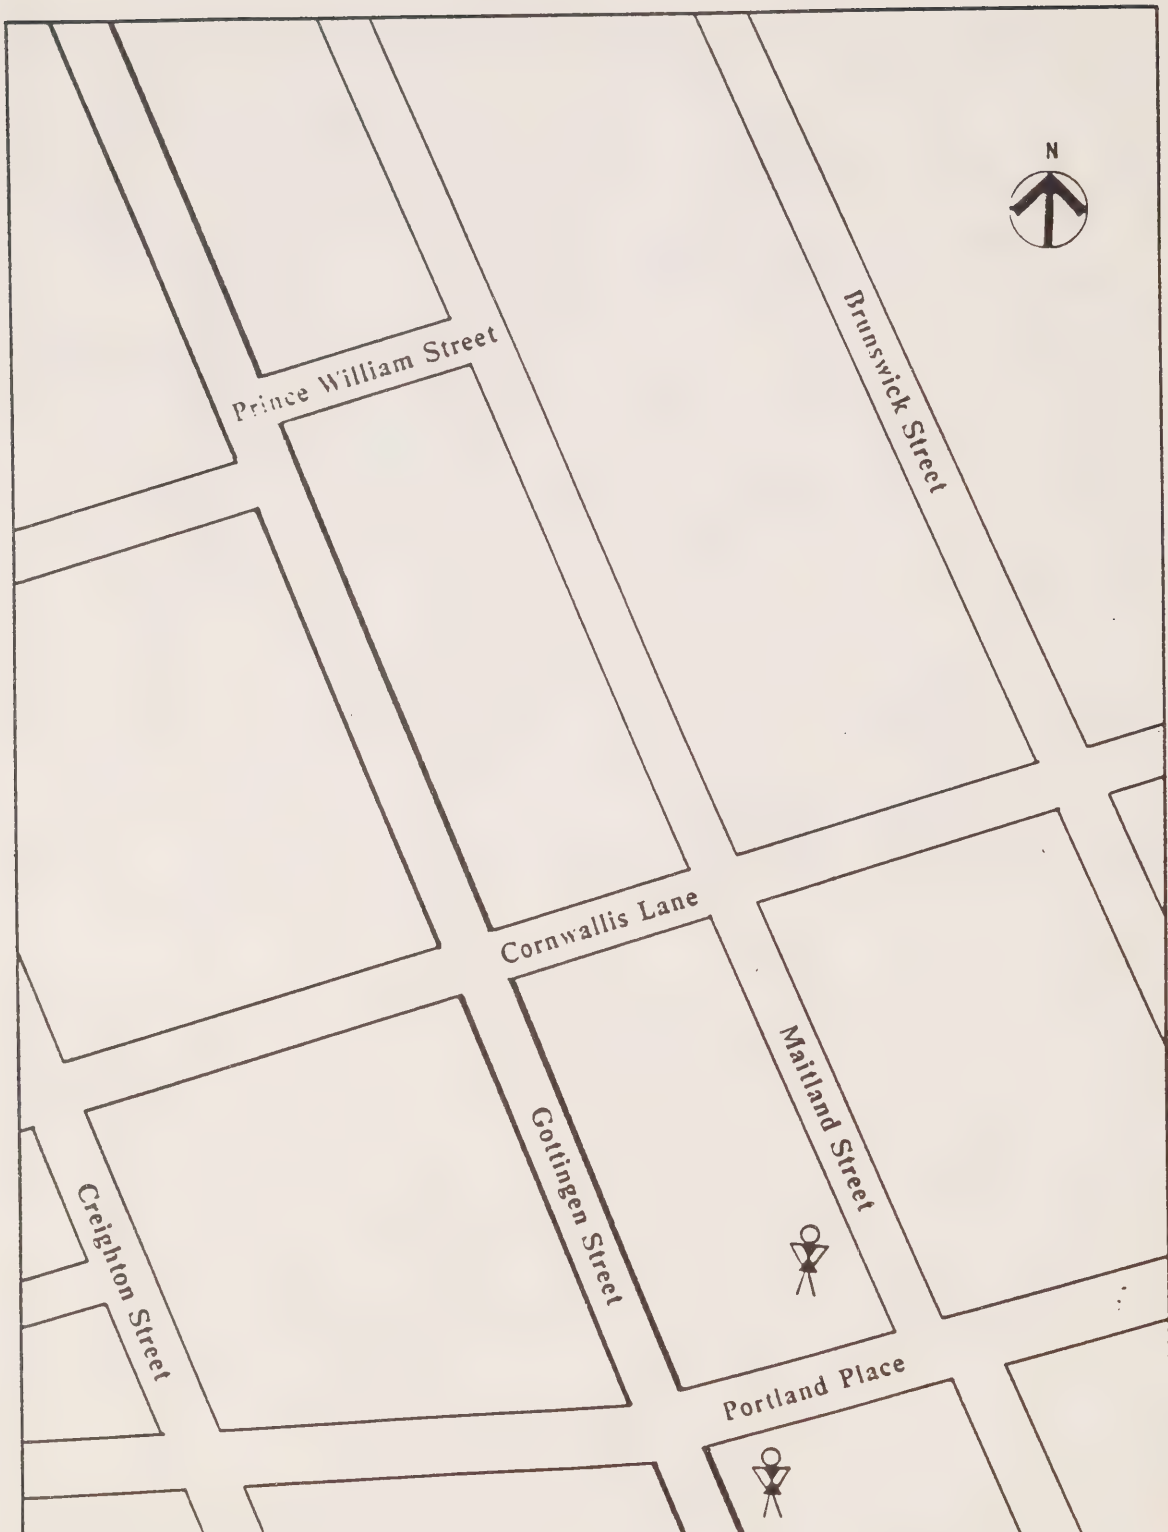 N
Brunswick Street
Prince William Street
Cornwallis Lane
Maitland Street
Gottingen Street
Creighton Street
Portland Place